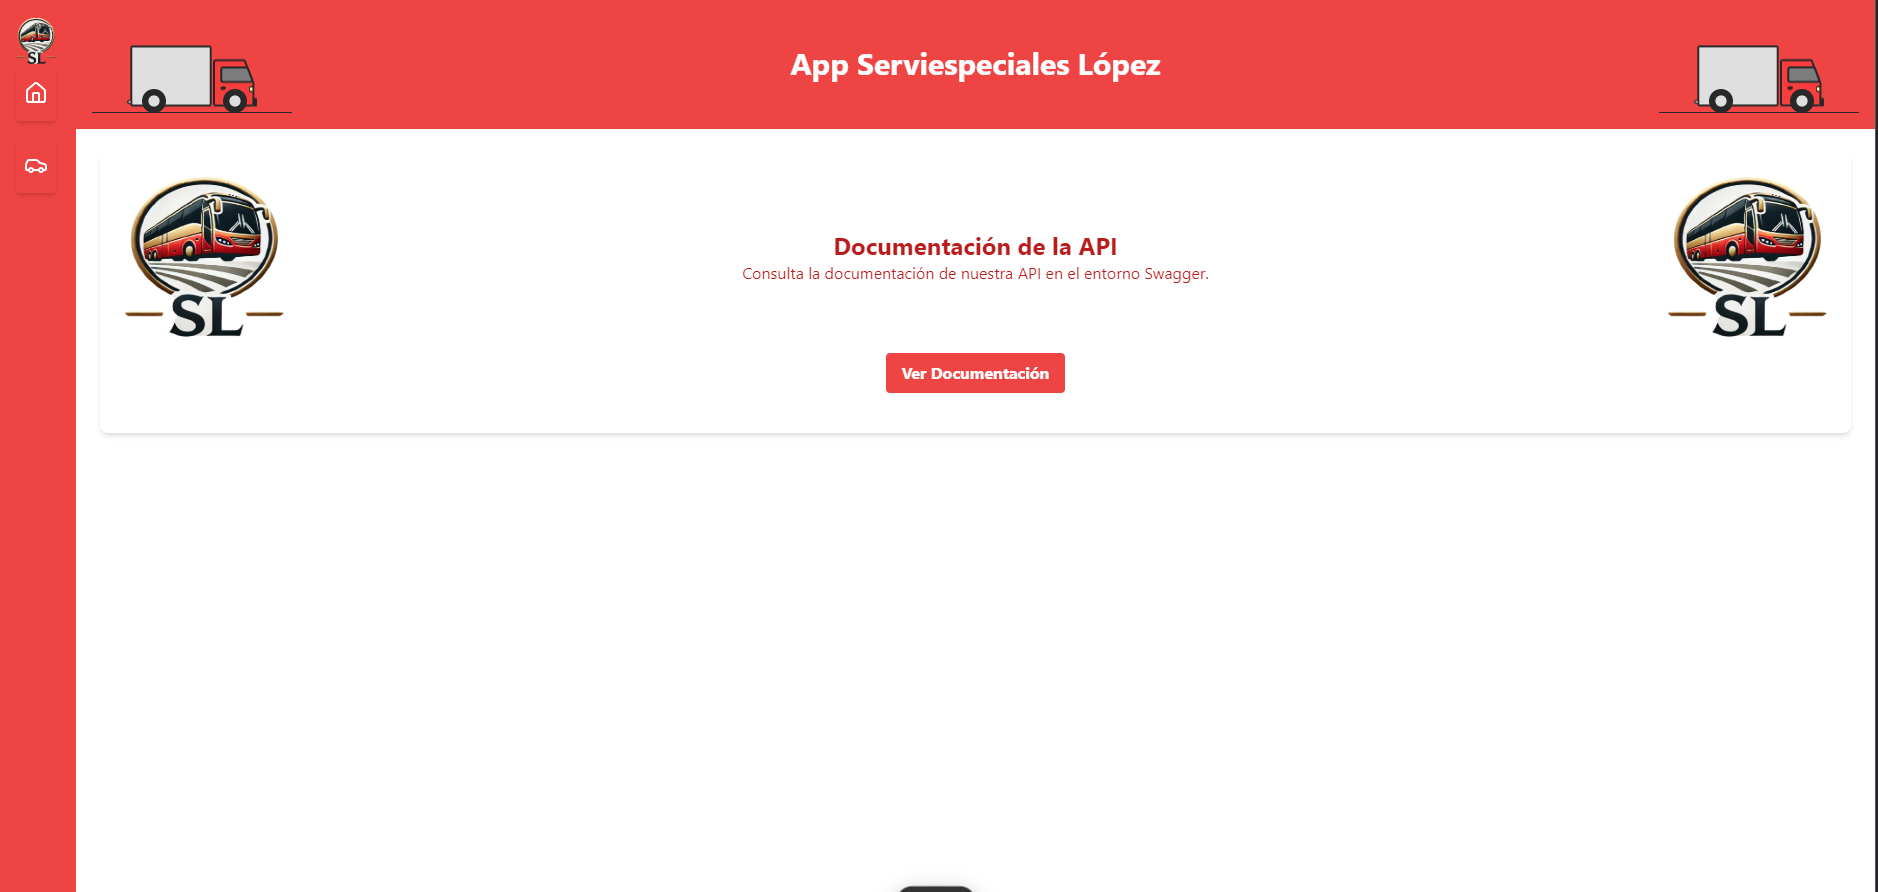 SL
App Serviespeciales López
SL
Documentación de la API
Consulta la documentación de nuestra API en el entorno Swagger.
SL
Ver Documentación